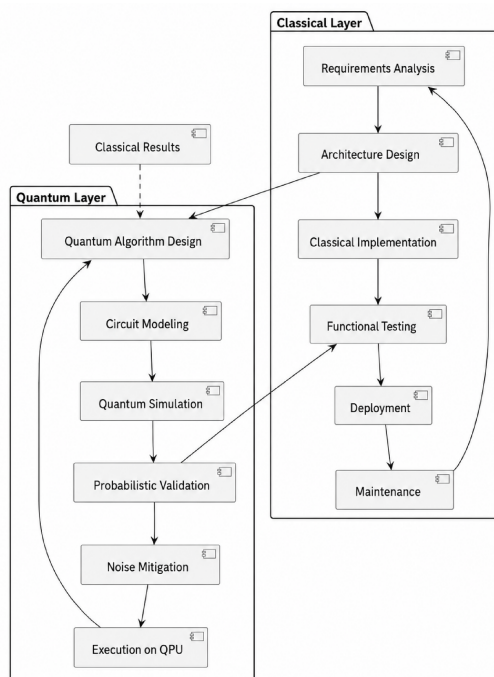 Classical Layer
Requirements Analysis
Classical Results
Architecture Design
Quantum Layer
Quantum Algorithm Design
Classical Implementation
Circuit Modeling
Functional Testing
Quantum Simulation
Deployment
Probabilistic Validation
Maintenance
Noise Mitigation
Execution on QPU